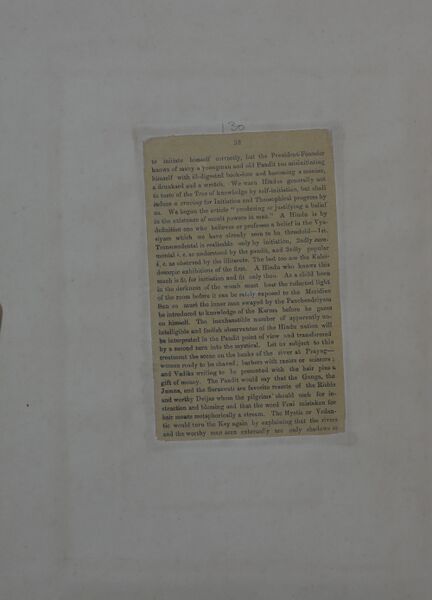 130
38
to initiate himself correctly, but the President-Founder
knows of many a youngman and old Pandit too misinitiating
himself with ill-digested book-lore and becoming a maniac,
a drunkard and a wretch. We warn Hindus generally not
to taste of the Tree of knowledge by self-initiation, but shall
induce a craving for Initiation and Theosophical progress by
us. We began the article " rendering or justifying a belief
in the existence of occult powers in man." A Hindu is by
definition one who believes or professes a belief in the Vya-
which we have already seen to be threefold—1st,
Transcendental is realisable only by initiation, 2ndly
mental i. e. as understood by the pandit, and 3rdly popular
i. e. as observed by the illiterate. The last two are the Kalei-
doscopic exhibitions of the first. A Hindu who knows this
much is fit for initiation and fit only then. As a child born
in the darkness of the womb must bear the reflected light
of the room before it can be safely exposed to the Meridian
Sun so must the inner man swayed by the Panchendriyas
be introduced to knowledge of the Karma before he gazes
on himself. The inexhaustible number of apparently un-
intelligible and foolish observances of the Hindu nation will
be interpreted in the Pandit point of view and transformed
by a second turn into the mystical. Let us subject to this
treatment the scene on the banks of the river at Prayag—
women ready to be shaved, barbers with razors or scissors ;
and Vadiks writing to be presented with the hair plus a
gift of money. The Pandit would say that the Ganga, the
Jumna, and the Saraswati are favorite resorts of the Rishis
and worthy Dvijas whom the pilgrims should seek for in-
struction and blessing and that the word Veni mistaken for
hair means metaphorically a stream. The Mystic or Vedan-
tic would turn the Key again by explaining that the rivers
and the worthy men seen externally are only shadows of